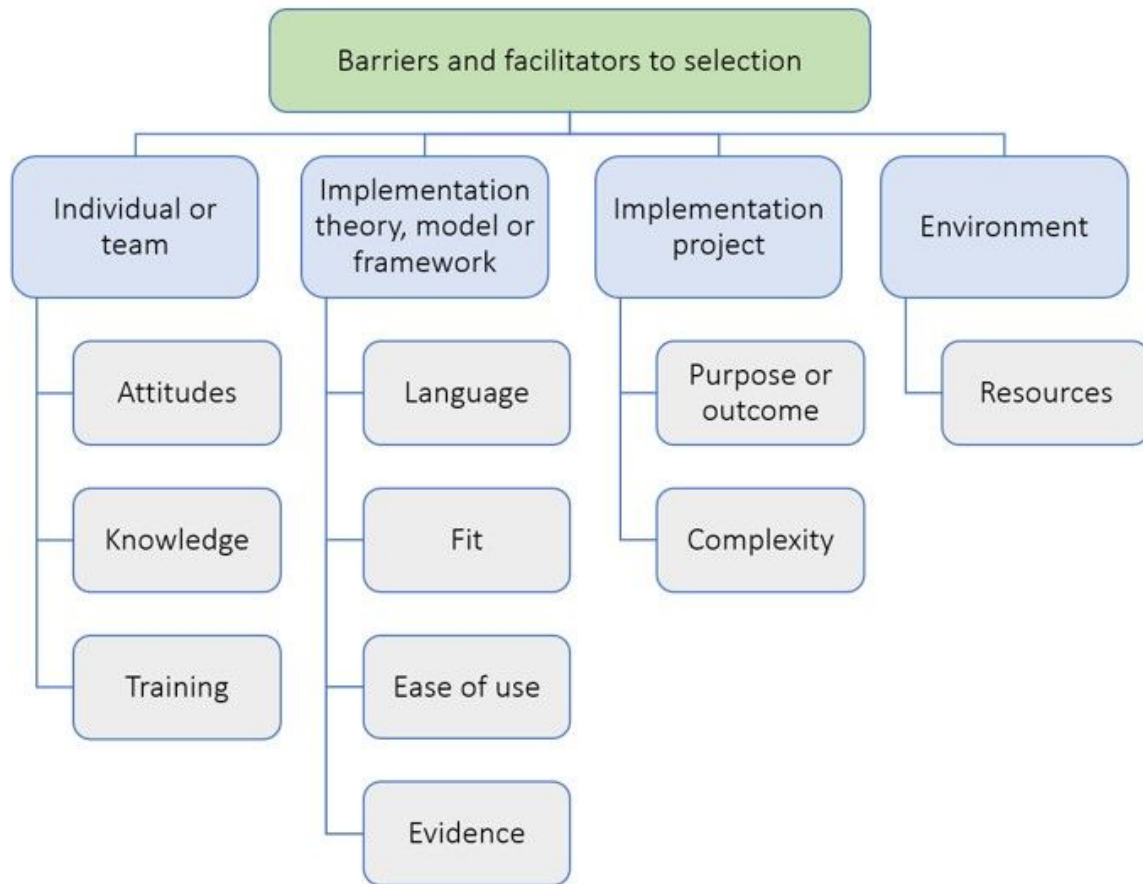 Barriers and facilitators to selection
Individual or
team
Implementation
theory, model or
framework
Implementation
project
Environment
Attitudes
Knowledge
Training
Language
Fit
Ease of use
Evidence
Purpose or
outcome
Complexity
Resources